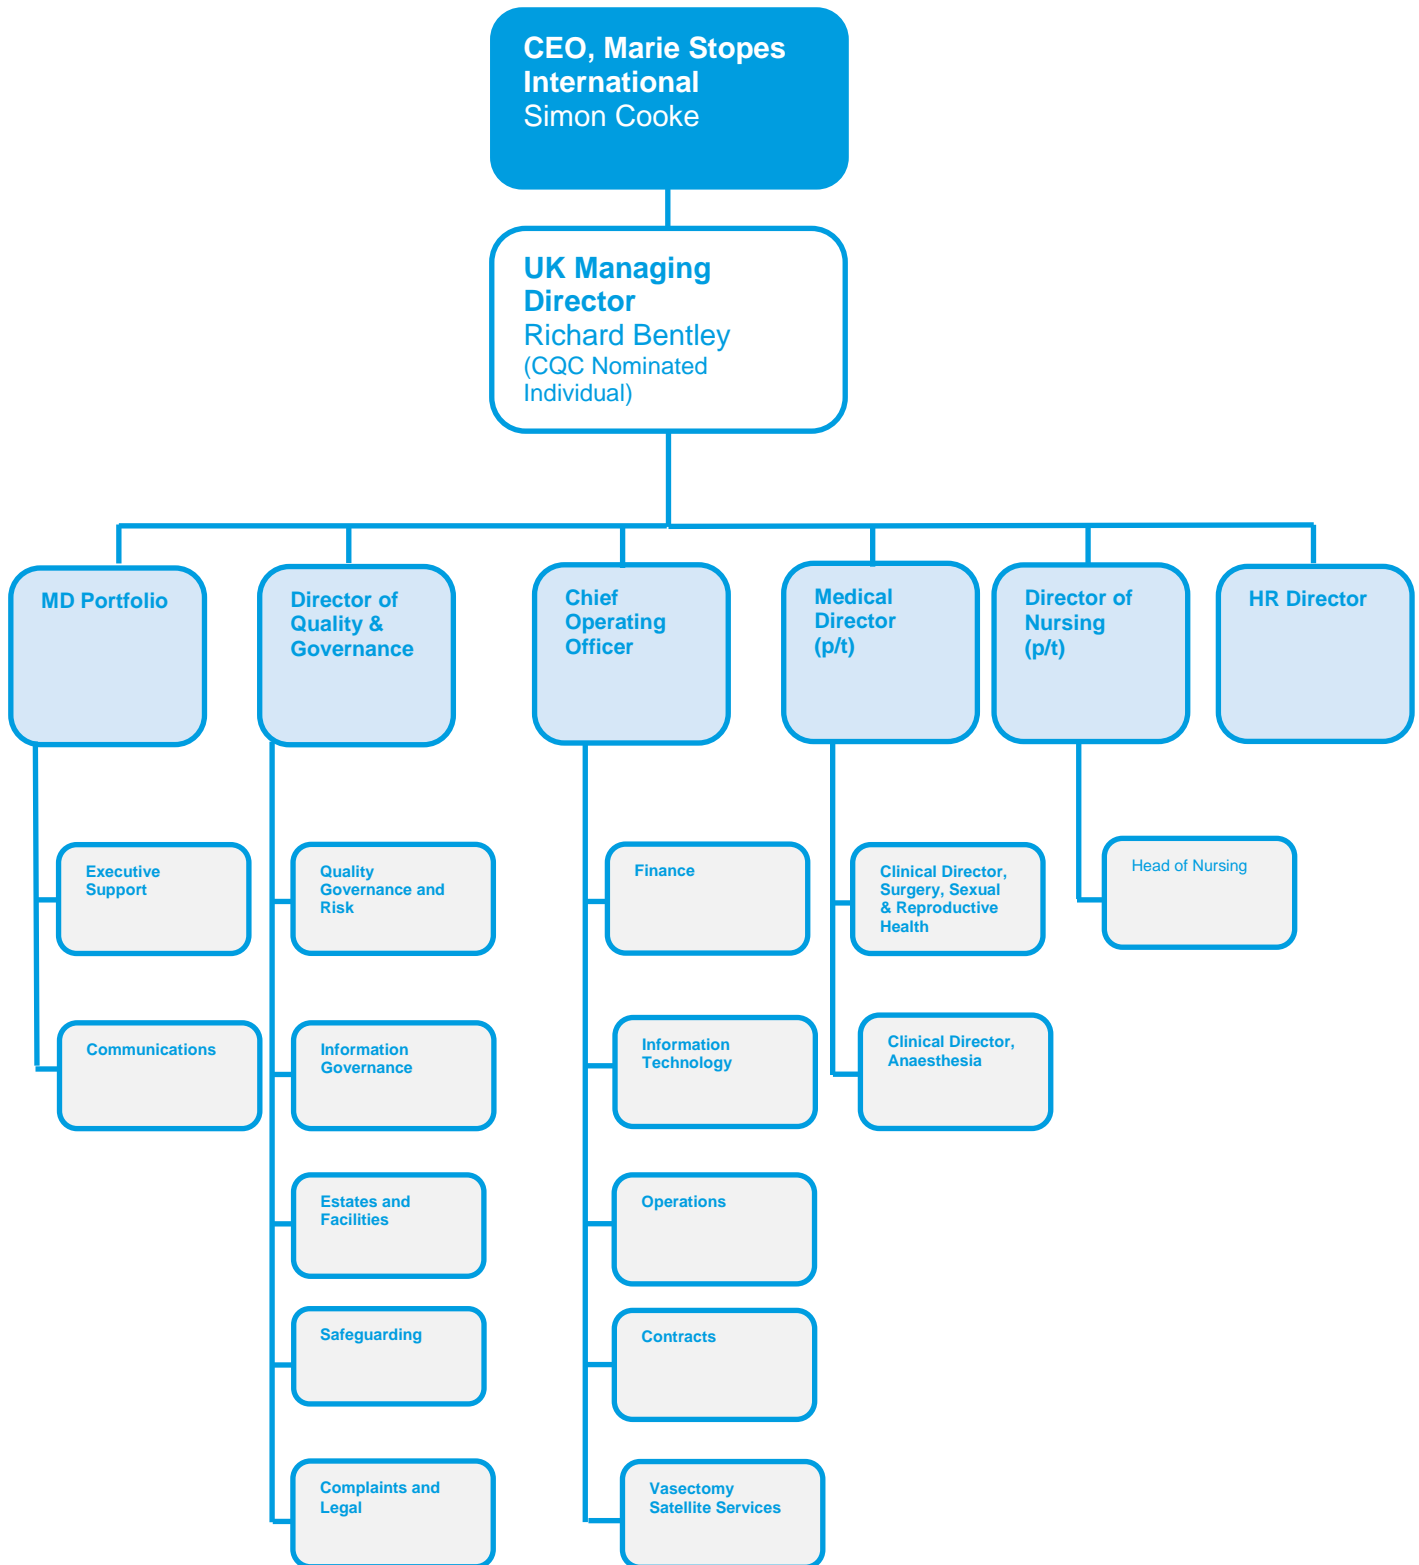 CEO, Marie Stopes
International
Simon Cooke
UK Managing
Director
Richard Bentley
(CQC Nominated
Individual)
MD Portfolio
Director of
Quality &
Governance
Chief
Operating
Officer
Medical
Director
(p/t)
Director of
Nursing
(p/t)
HR Director
Executive
Support
Communications
Quality
Governance and
Risk
Information
Governance
Estates and
Facilities
Safeguarding
Complaints and
Legal
Finance
Information
Technology
Operations
Contracts
Vasectomy
Satellite Services
Clinical Director,
Surgery, Sexual
& Reproductive
Health
Clinical Director,
Anaesthesia
Head of Nursing